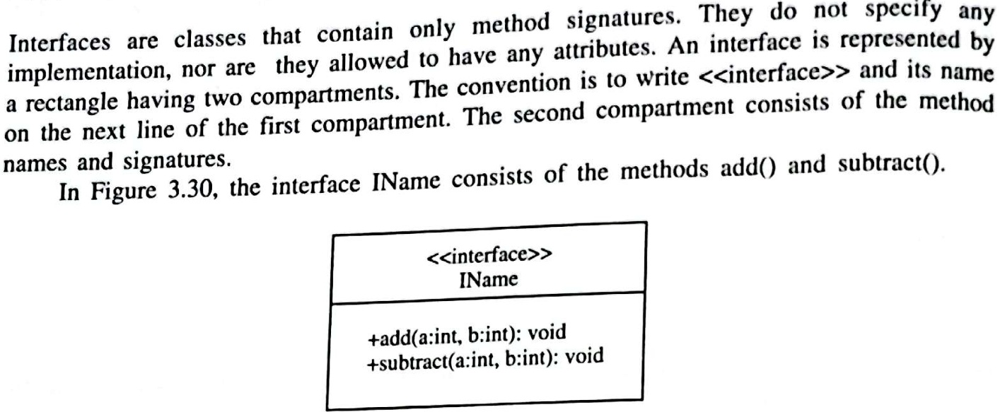 Interfaces are classes that contain only method signatures. They do not specify any
implementation, nor are they allowed to have any attributes. An interface is represented by
a rectangle having two compartments. The convention is to write <<interface>> and its name
on the next line of the first compartment. The second compartment consists of the method
names and signatures.
In Figure 3.30, the interface IName consists of the methods add() and subtract().
<<interface>>
IName
+add(a:int, b:int): void
+subtract(a:int, b:int): void